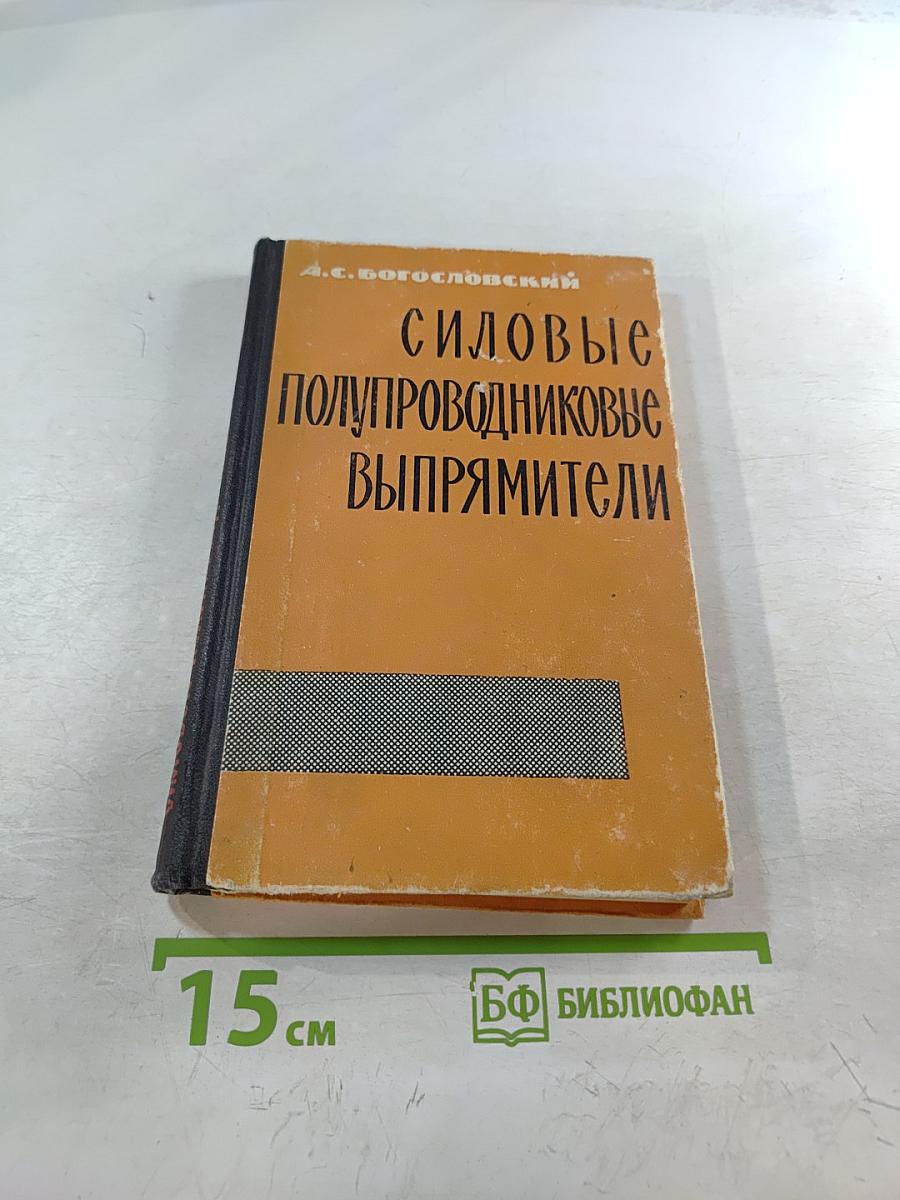 А.С.БОГОСЛОВСКИЙ
СИЛОВЫЕ
ПОЛУПРОВОДНИКОВЫЕ
ВЫПРЯМИТЕЛИ
15 см
БФ БИБЛИОФАН